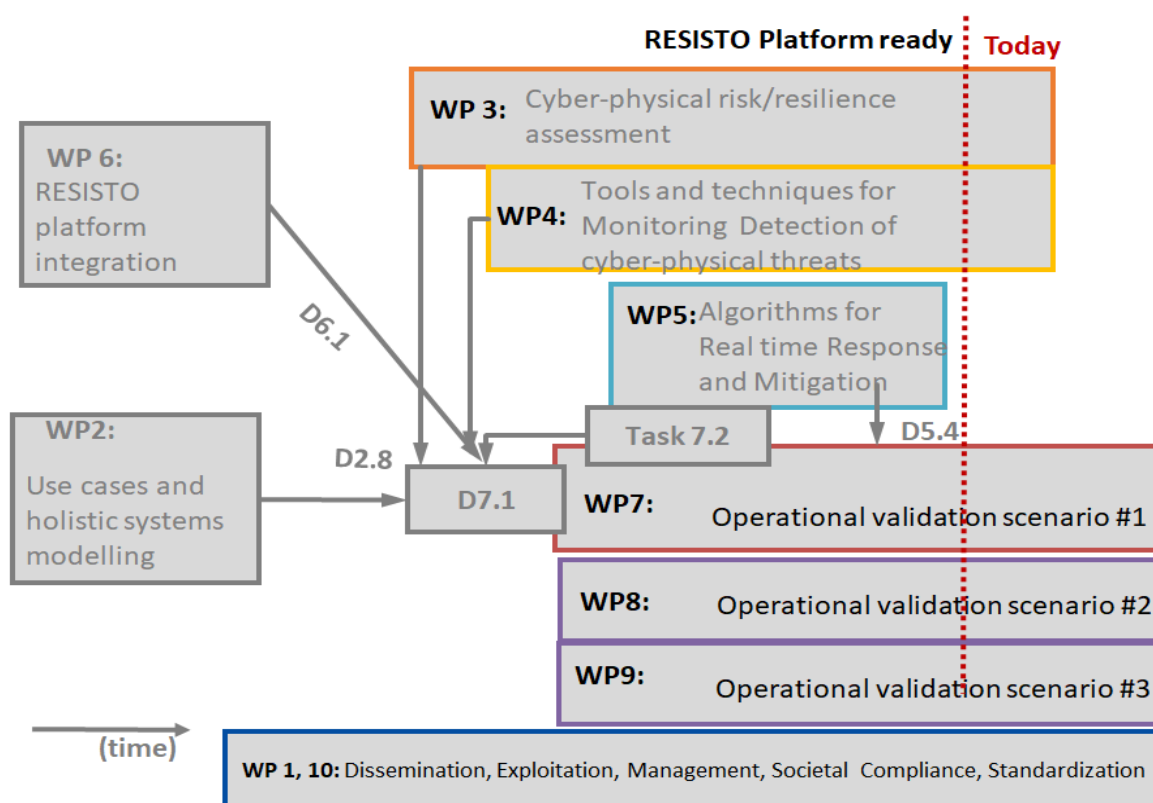 RESISTO Platform ready
Today
WP 3: Cyber-physical risk/resilience
assessment
WP 6:
RESISTO
platform
integration
WP4: Tools and techniques for
Monitoring Detection of
cyber-physical threats
D6.1
WP5: Algorithms for
Real time Response
and Mitigation
WP2:
Use cases and
holistic systems
modelling
D2.8
Task 7.2
D5.4
D7.1
WP7: Operational validation scenario #1
WP8: Operational validation scenario #2
WP9: Operational validation scenario #3
(time)
WP 1, 10: Dissemination, Exploitation, Management, Societal Compliance, Standardization